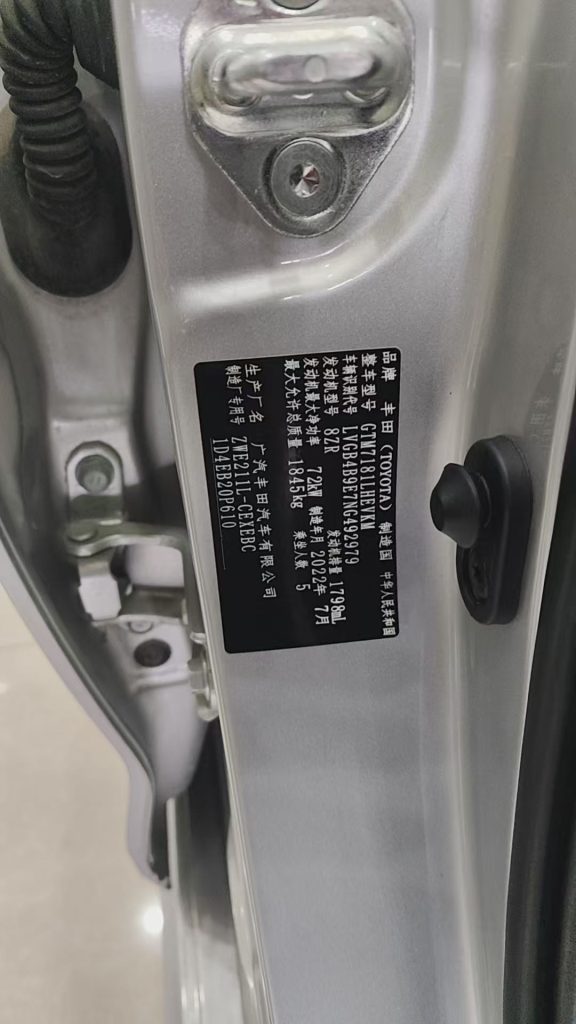 品牌 丰田 (TOYOTA) 制造国 中华人民共和国
整车型号 GTM7181LHEVEM
车辆识别代号 LVGB4B9E7NG492979
发动机型号 8ZR 发动机排量 1798mL
发动机最大净功率 72kW 制造年月 2022年 7月
最大允许总质量 1845kg 乘坐人数 5
生产厂名 广汽丰田汽车有限公司
制造厂专用号 ZWE211L-CEXEBC
1D4EB20P610